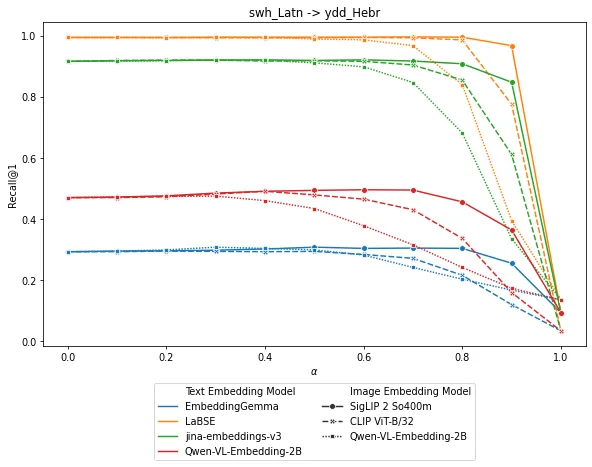 swh_Latn -> ydd_Hebr
Recall@1
1.0
0.8
0.6
0.4
0.2
0.0
0.0 0.2 0.4 0.6 0.8 1.0
α
Text Embedding Model
EmbeddingGemma
LaBSE
jina-embeddings-v3
Qwen-VL-Embedding-2B
Image Embedding Model
SigLIP 2 So400m
CLIP ViT-B/32
Qwen-VL-Embedding-2B